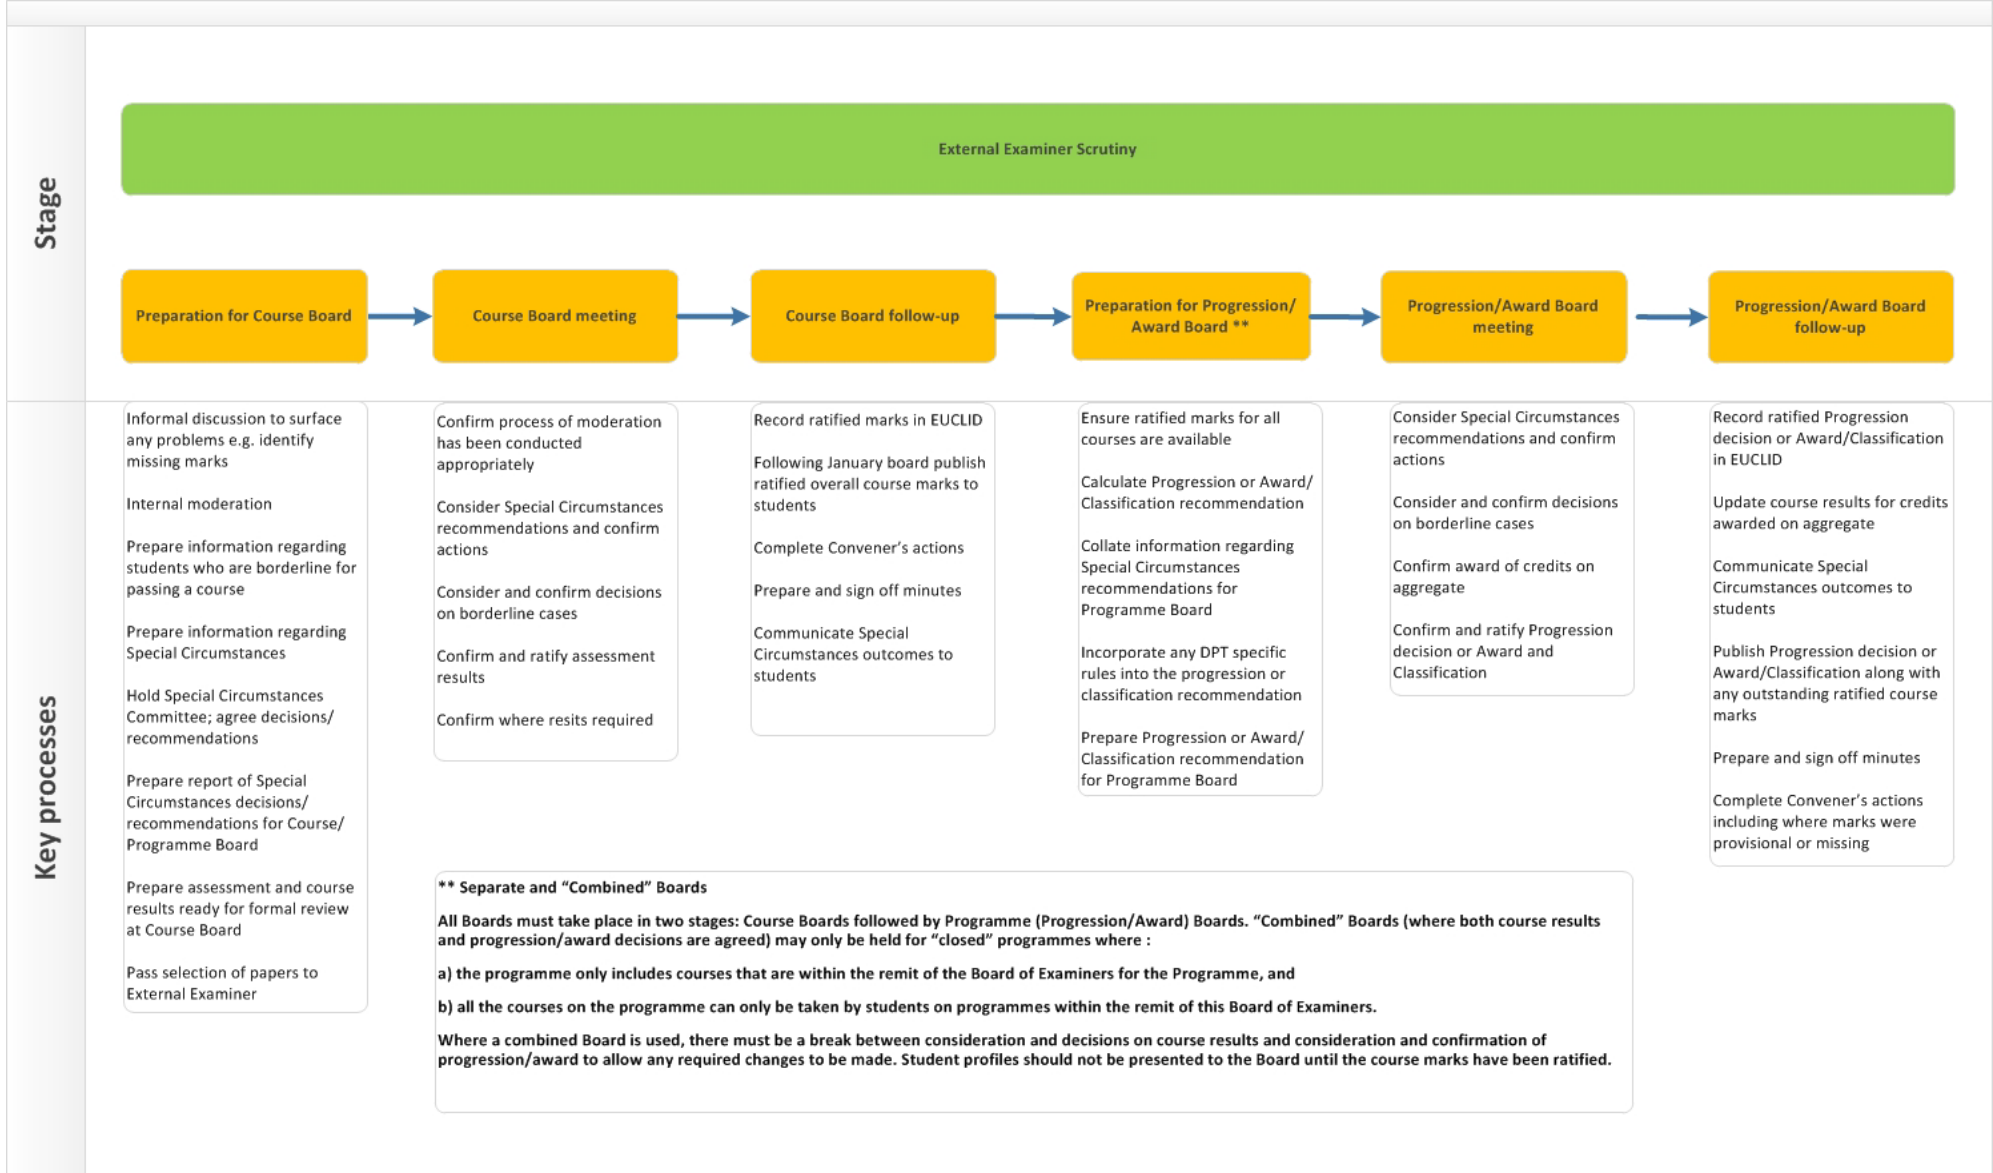 Stage
External Examiner Scrutiny
Preparation for Course Board
Course Board meeting
Course Board follow-up
Preparation for Progression/
Award Board **
Progression/Award Board
meeting
Progression/Award Board
follow-up
Key processes
Informal discussion to surface
any problems e.g. identify
missing marks
Internal moderation
Prepare information regarding
students who are borderline for
passing a course
Prepare information regarding
Special Circumstances
Hold Special Circumstances
Committee; agree decisions/
recommendations
Prepare report of Special
Circumstances decisions/
recommendations for Course/
Programme Board
Prepare assessment and course
results ready for formal review
at Course Board
Pass selection of papers to
External Examiner
Confirm process of moderation
has been conducted
appropriately
Consider Special Circumstances
recommendations and confirm
actions
Consider and confirm decisions
on borderline cases
Confirm and ratify assessment
results
Confirm where resits required
Record ratified marks in EUCLID
Following January board publish
ratified overall course marks to
students
Complete Convener’s actions
Prepare and sign off minutes
Communicate Special
Circumstances outcomes to
students
Ensure ratified marks for all
courses are available
Calculate Progression or Award/
Classification recommendation
Collate information regarding
Special Circumstances
recommendations for
Programme Board
Incorporate any DPT specific
rules into the progression or
classification recommendation
Prepare Progression or Award/
Classification recommendation
for Programme Board
Consider Special Circumstances
recommendations and confirm
actions
Consider and confirm decisions
on borderline cases
Confirm award of credits on
aggregate
Confirm and ratify Progression
decision or Award and
Classification
Record ratified Progression
decision or Award/Classification
in EUCLID
Update course results for credits
awarded on aggregate
Communicate Special
Circumstances outcomes to
students
Publish Progression decision or
Award/Classification along with
any outstanding ratified course
marks
Prepare and sign off minutes
Complete Convener’s actions
including where marks were
provisional or missing
** Separate and “Combined” Boards
All Boards must take place in two stages: Course Boards followed by Programme (Progression/Award) Boards. “Combined” Boards (where both course results
and progression/award decisions are agreed) may only be held for “closed” programmes where :
a) the programme only includes courses that are within the remit of the Board of Examiners for the Programme, and
b) all the courses on the programme can only be taken by students on programmes within the remit of this Board of Examiners.
Where a combined Board is used, there must be a break between consideration and decisions on course results and consideration and confirmation of
progression/award to allow any required changes to be made. Student profiles should not be presented to the Board until the course marks have been ratified.